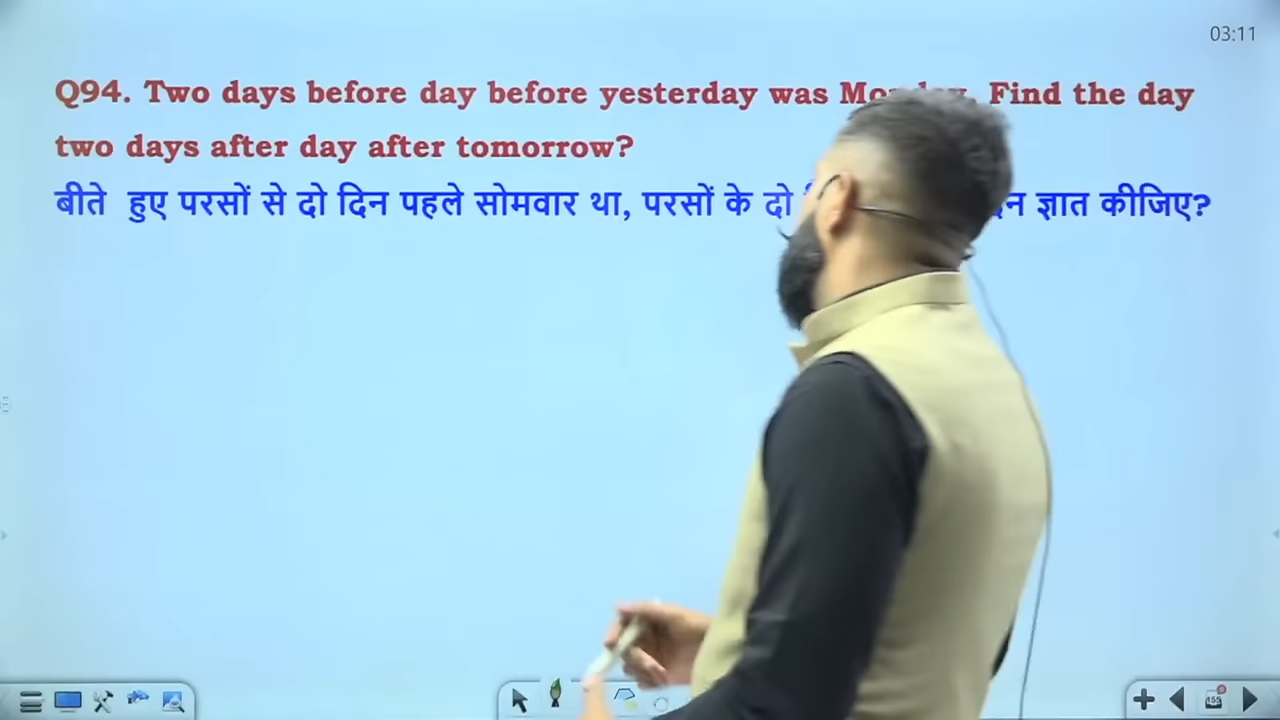 03:11
Q94. Two days before day before yesterday was Monday. Find the day
two days after day after tomorrow?
बीते हुए परसों से दो दिन पहले सोमवार था, परसों के दो ज्ञात कीजिए?